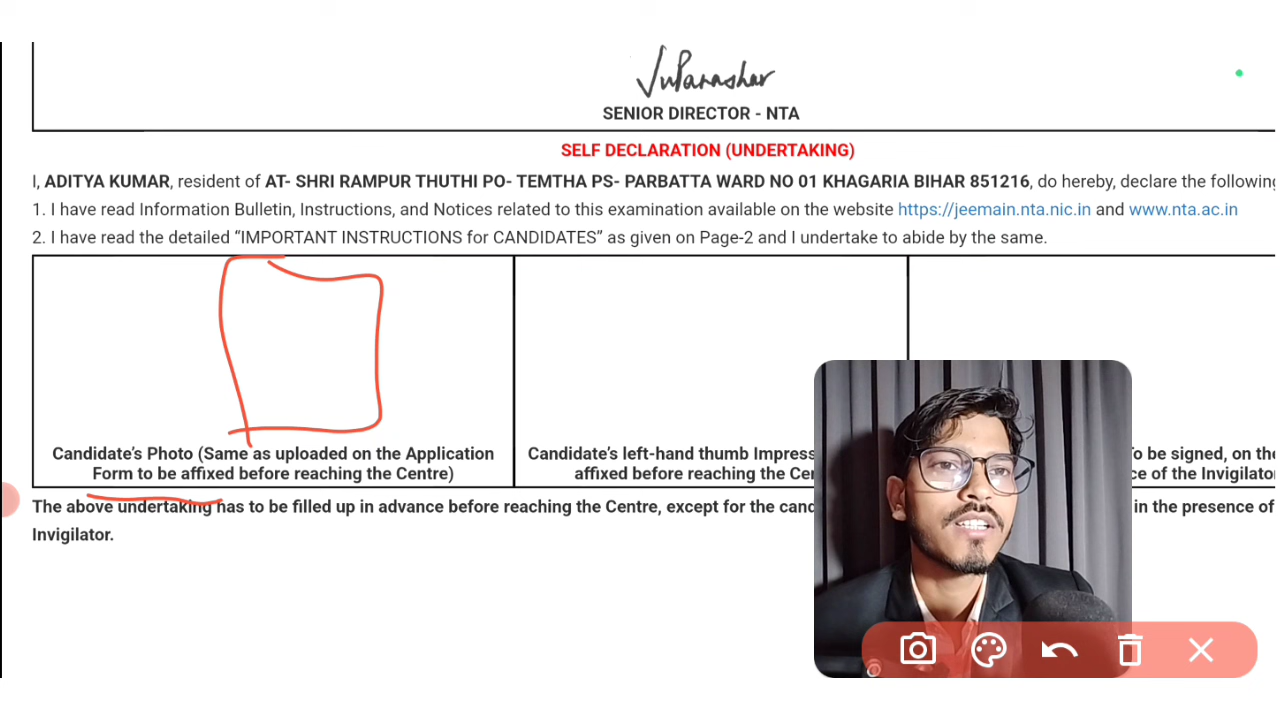 SENIOR DIRECTOR - NTA
SELF DECLARATION (UNDERTAKING)
I, ADITYA KUMAR, resident of AT- SHRI RAMPUR THUTHI PO- TEMTHA PS- PARBATTA WARD NO 01 KHAGARIA BIHAR 851216, do hereby, declare the following
1. I have read Information Bulletin, Instructions, and Notices related to this examination available on the website https://jeemain.nta.nic.in and www.nta.ac.in
2. I have read the detailed “IMPORTANT INSTRUCTIONS for CANDIDATES” as given on Page-2 and I undertake to abide by the same.
Candidate’s Photo (Same as uploaded on the Application
Form to be affixed before reaching the Centre)
Candidate’s left-hand thumb Impress
affixed before reaching the Cen
o be signed, on the
ce of the Invigilato
The above undertaking has to be filled up in advance before reaching the Centre, except for the cand in the presence of
Invigilator.